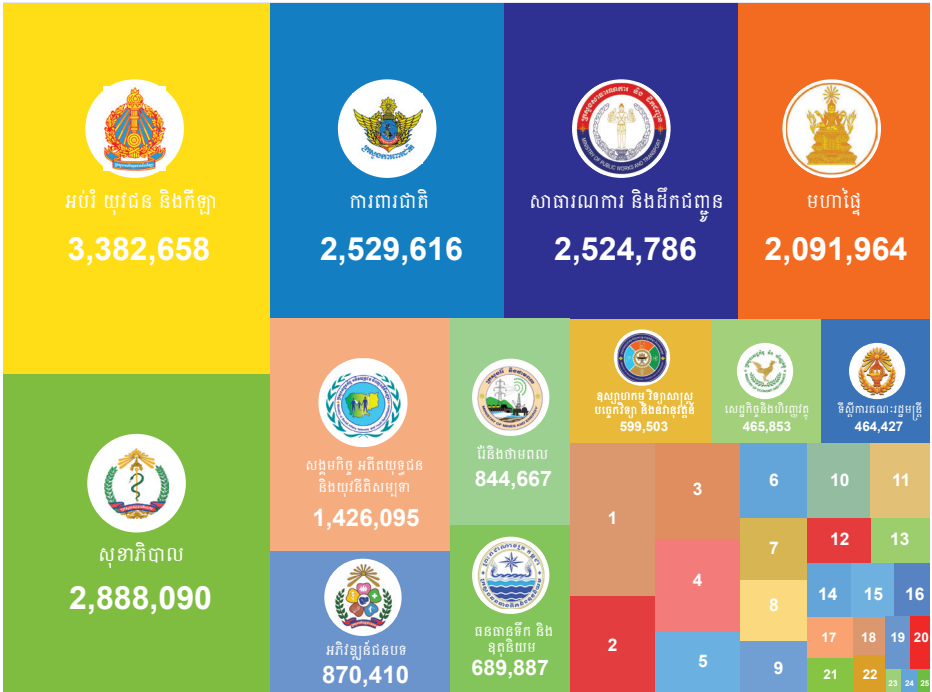 អប់រំ យុវជន និងកីឡា
3,382,658
ការពារជាតិ
2,529,616
សាធារណការ និងដឹកជញ្ជូន
2,524,786
មហាផ្ទៃ
2,091,964
សុខាភិបាល
2,888,090
សង្គមកិច្ច អតីតយុទ្ធជន
និងយុវនីតិសម្បទា
1,426,095
អភិវឌ្ឍន៍ជនបទ
870,410
រ៉ែនិងថាមពល
844,667
ធនធានទឹក និង
ឧតុនិយម
689,887
ឧស្សាហកម្ម វិទ្យាសាស្ត្រ
បច្ចេកវិទ្យា និងនវានុវត្តន៍
599,503
សេដ្ឋកិច្ចនិងហិរញ្ញវត្ថុ
465,853
ទីស្តីការគណៈរដ្ឋមន្ត្រី
464,427
1
2
3
4
5
6
7
8
9
10
11
12
13
14
15
16
17
18
19
20
21
22
23
24
25